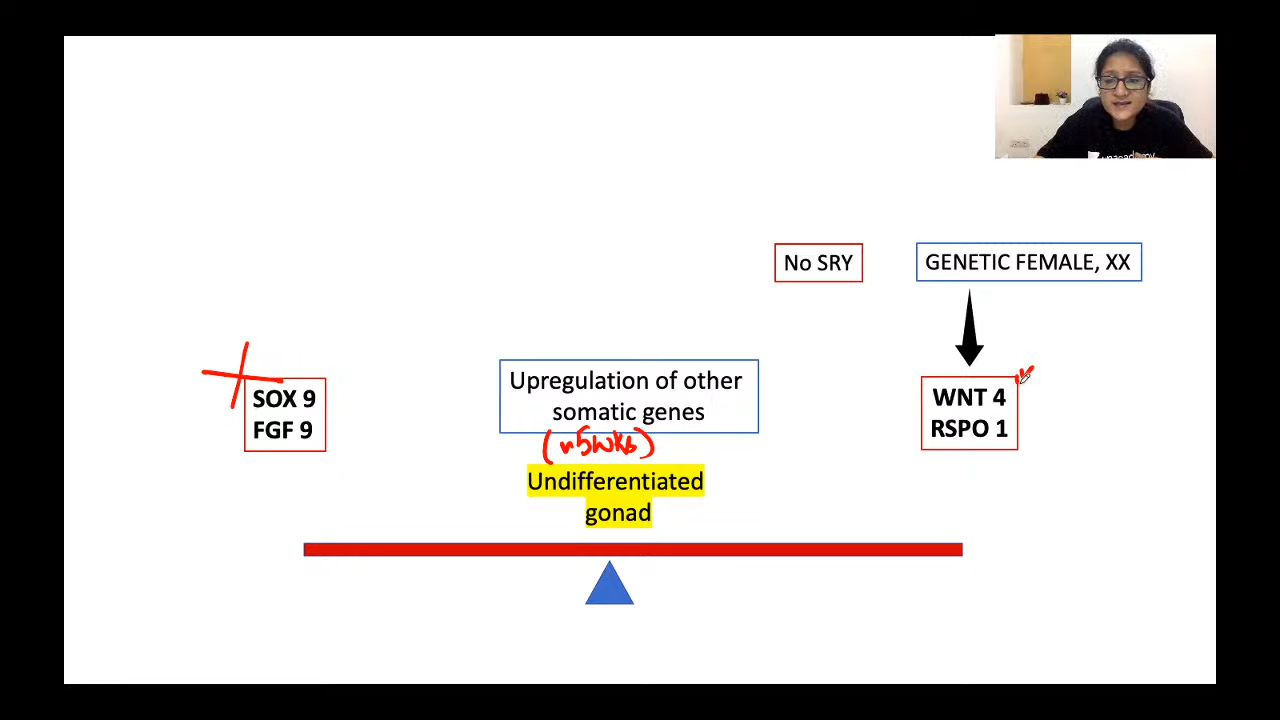 No SRY
GENETIC FEMALE, XX
SOX 9
FGF 9
Upregulation of other
somatic genes
WNT 4
RSPO 1
Undifferentiated
gonad